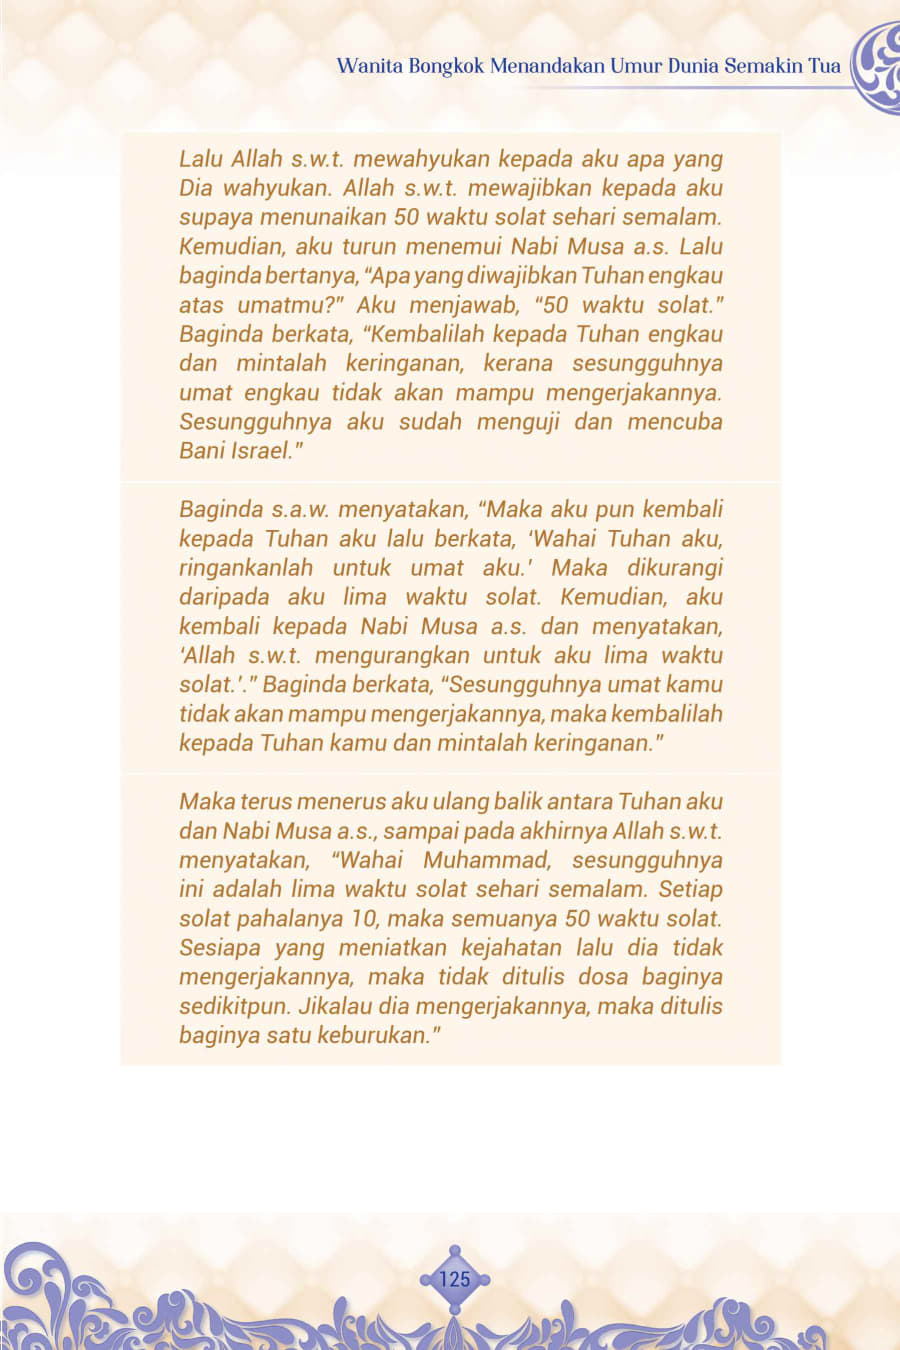 Wanita Bongkok Menandakan Umur Dunia Semakin Tua
Lalu Allah s.w.t. mewahyukan kepada aku apa yang
Dia wahyukan. Allah s.w.t. mewajibkan kepada aku
supaya menunaikan 50 waktu solat sehari semalam.
Kemudian, aku turun menemui Nabi Musa a.s. Lalu
baginda bertanya, “Apa yang diwajibkan Tuhan engkau
atas umatmu?” Aku menjawab, “50 waktu solat.”
Baginda berkata, “Kembalilah kepada Tuhan engkau
dan mintalah keringanan, kerana sesungguhnya
umat engkau tidak akan mampu mengerjakannya.
Sesungguhnya aku sudah menguji dan mencuba
Bani Israel.”
Baginda s.a.w. menyatakan, “Maka aku pun kembali
kepada Tuhan aku lalu berkata, ‘Wahai Tuhan aku,
ringankanlah untuk umat aku.’ Maka dikurangi
daripada aku lima waktu solat. Kemudian, aku
kembali kepada Nabi Musa a.s. dan menyatakan,
‘Allah s.w.t. mengurangkan untuk aku lima waktu
solat.’.” Baginda berkata, “Sesungguhnya umat kamu
tidak akan mampu mengerjakannya, maka kembalilah
kepada Tuhan kamu dan mintalah keringanan.”
Maka terus menerus aku ulang balik antara Tuhan aku
dan Nabi Musa a.s., sampai pada akhirnya Allah s.w.t.
menyatakan, “Wahai Muhammad, sesungguhnya
ini adalah lima waktu solat sehari semalam. Setiap
solat pahalanya 10, maka semuanya 50 waktu solat.
Sesiapa yang meniatkan kejahatan lalu dia tidak
mengerjakannya, maka tidak ditulis dosa baginya
sedikitpun. Jikalau dia mengerjakannya, maka ditulis
baginya satu keburukan.”
125